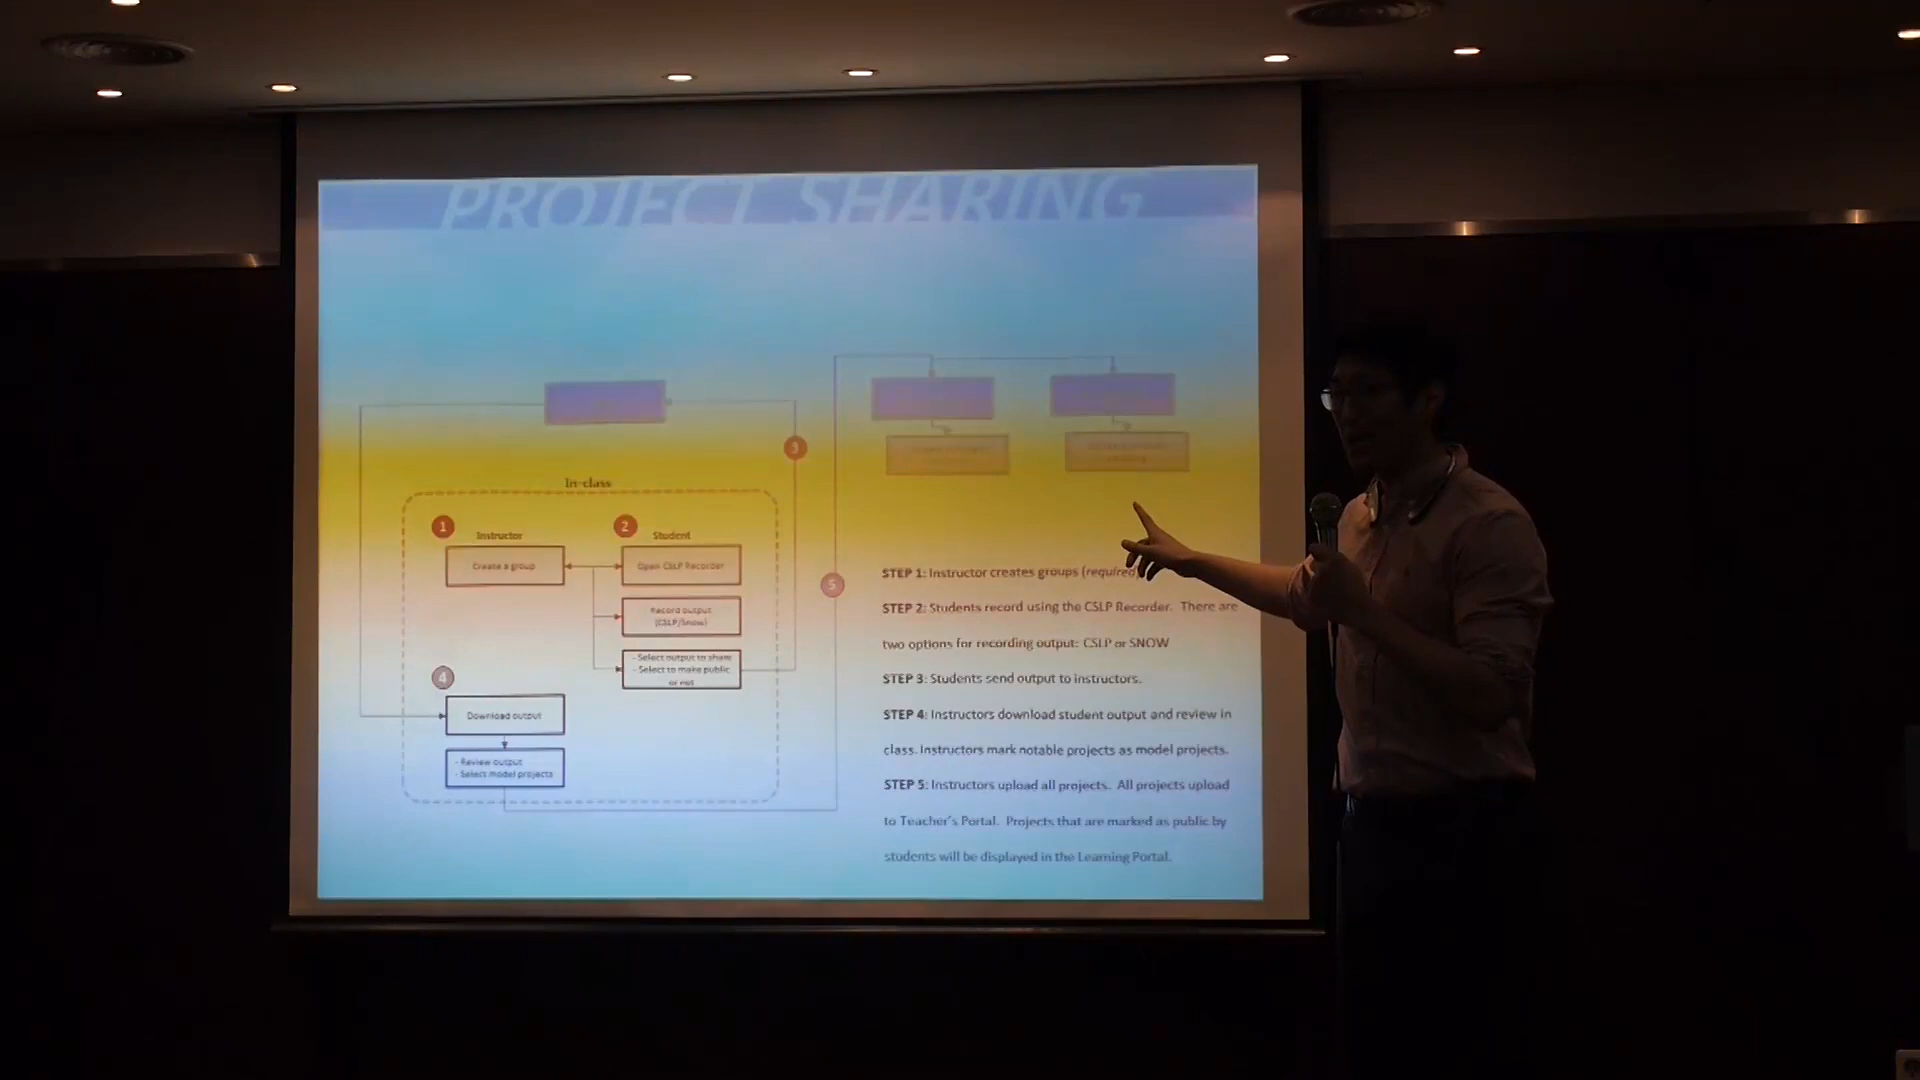 PROJECT SHARING
In-class
1
Instructor
2
Student
3
Create a group
Open CSLP Recorder
Record output
(CSLP/Snow)
- Select output to share
- Select to make public
or not
4
Download output
- Review output
- Select model projects
5
STEP 1: Instructor creates groups (required
STEP 2: Students record using the CSLP Recorder. There are
two options for recording output: CSLP or SNOW
STEP 3: Students send output to instructors.
STEP 4: Instructors download student output and review in
class. Instructors mark notable projects as model projects.
STEP 5: Instructors upload all projects. All projects upload
to Teacher's Portal. Projects that are marked as public by
students will be displayed in the Learning Portal.